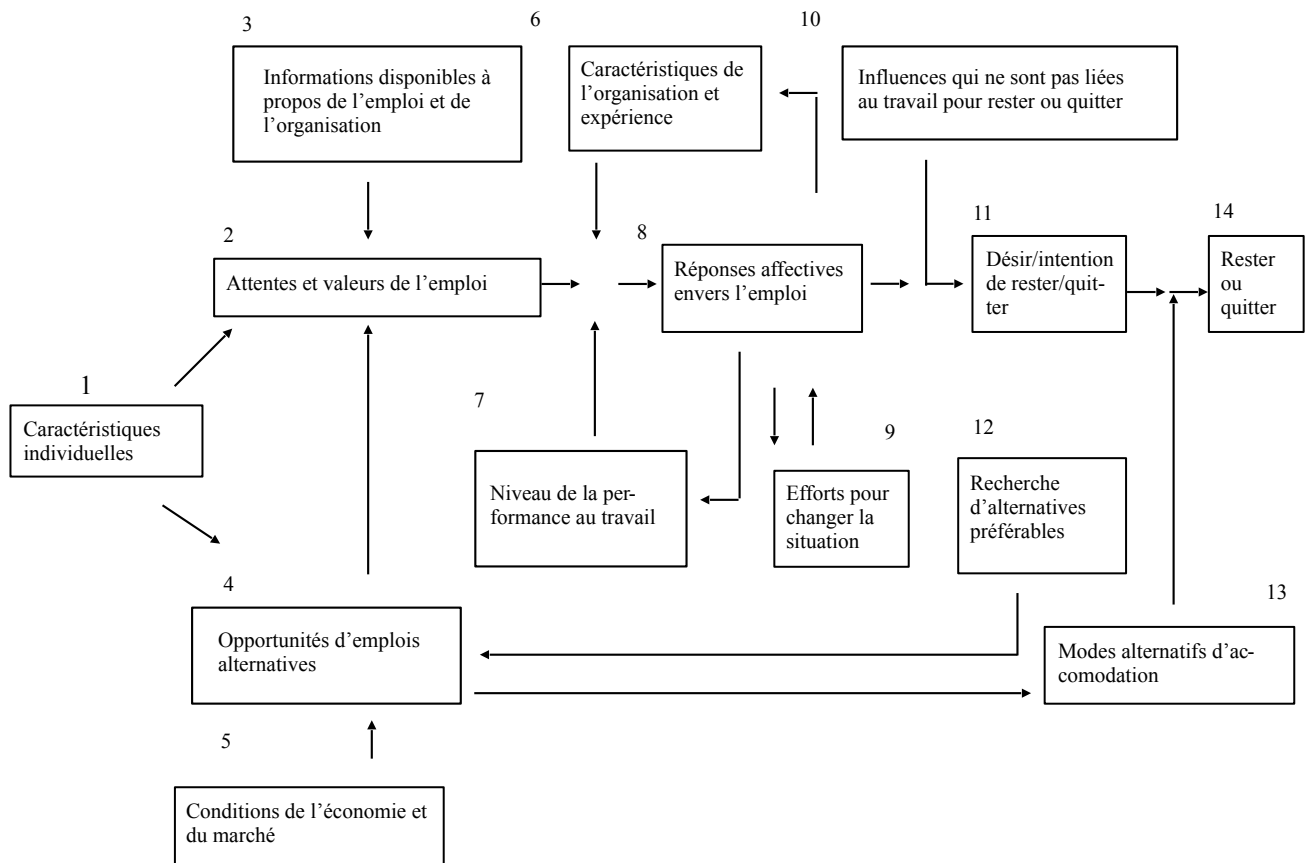 3
Informations disponibles à
propos de l’emploi et de
l’organisation
6
Caractéristiques de
l’organisation et
expérience
10
Influences qui ne sont pas liées
au travail pour rester ou quitter
2
Attentes et valeurs de l’emploi
8
Réponses affectives
envers l’emploi
11
Désir/intention
de rester/quit-
ter
14
Rester
ou
quitter
1
Caractéristiques
individuelles
7
Niveau de la per-
formance au travail
9
Efforts pour
changer la
situation
12
Recherche
d’alternatives
préférables
4
Opportunités d’emplois
alternatives
13
Modes alternatifs d’ac-
comodation
5
Conditions de l’économie et
du marché